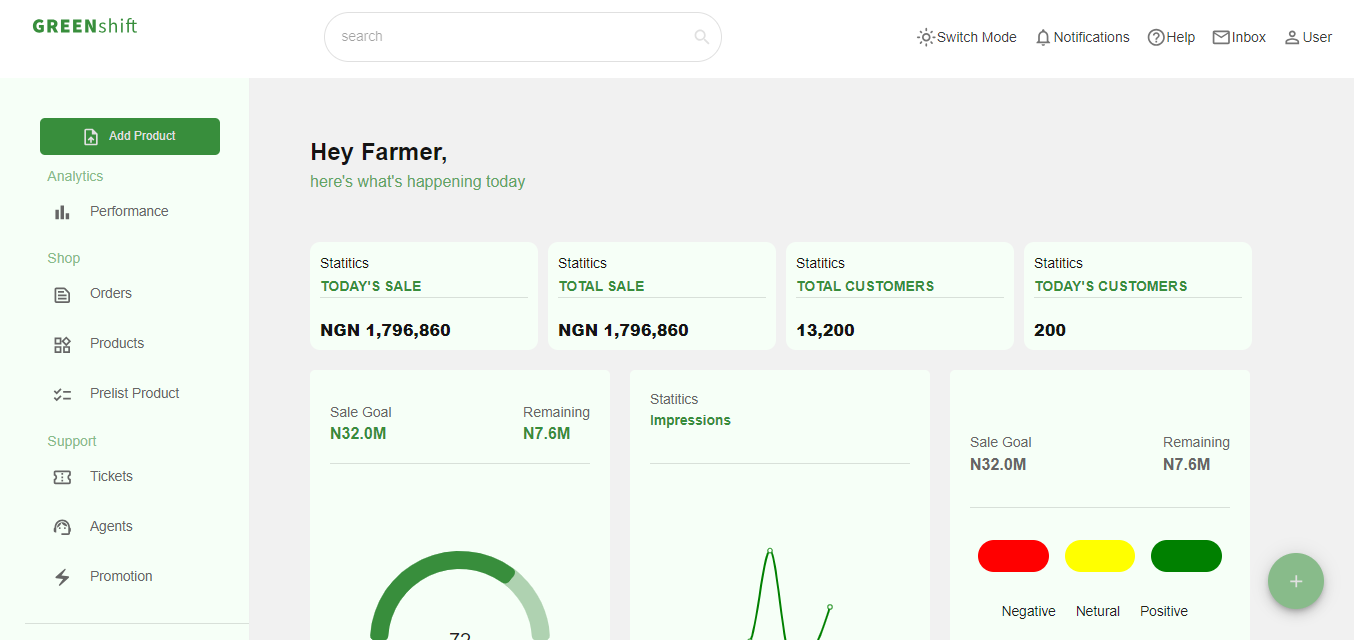 GREENshift
search
Switch Mode
Notifications
Help
Inbox
User
Add Product
Analytics
Performance
Shop
Orders
Products
Prelist Product
Support
Tickets
Agents
Promotion
Hey Farmer,
here's what's happening today
Statitics
TODAY'S SALE
NGN 1,796,860
Statitics
TOTAL SALE
NGN 1,796,860
Statitics
TOTAL CUSTOMERS
13,200
Statitics
TODAY'S CUSTOMERS
200
Sale Goal
N32.0M
Remaining
N7.6M
72
Statitics
Impressions
Sale Goal
N32.0M
Remaining
N7.6M
Negative
Netural
Positive